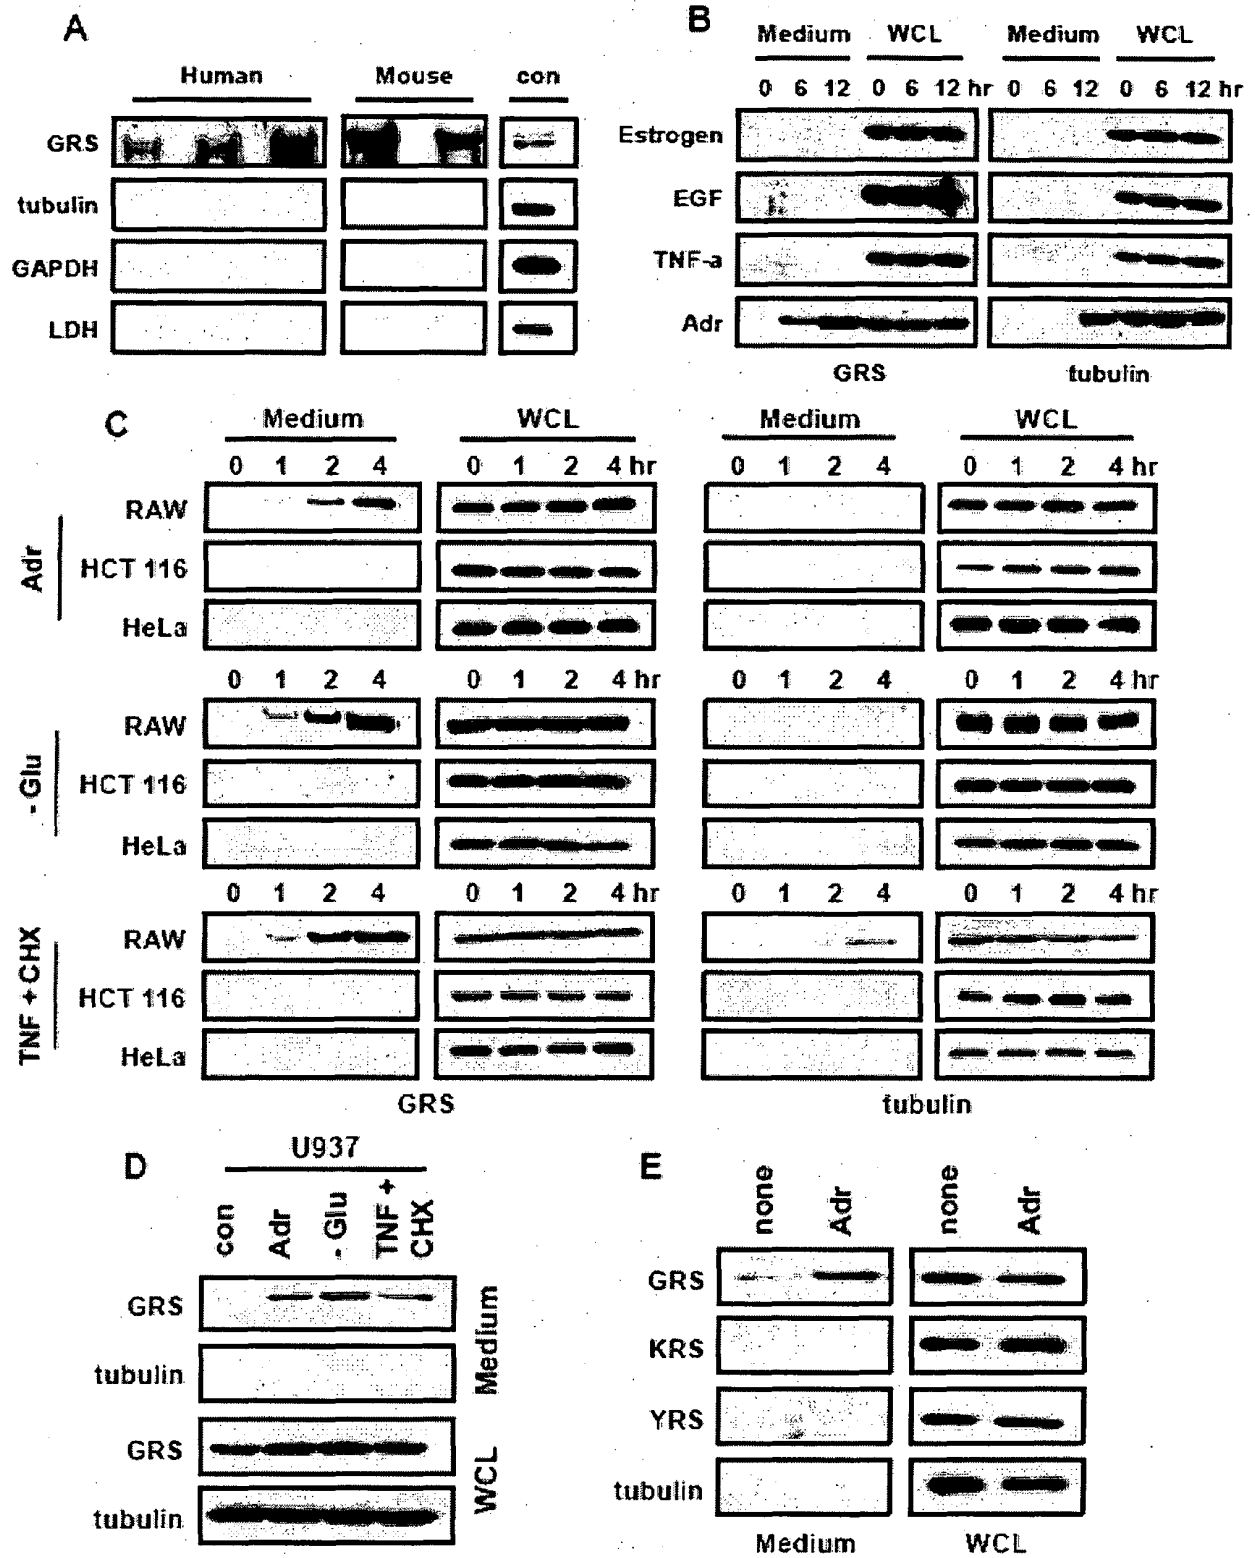 A
Human Mouse con
GRS
tubulin
GAPDH
LDH
B
Medium WCL Medium WCL
0 6 12 0 6 12 hr 0 6 12 0 6 12 hr
Estrogen
EGF
TNF-a
Adr
GRS tubulin
C
Medium WCL Medium WCL
0 1 2 4 0 1 2 4 hr 0 1 2 4 0 1 2 4 hr
Adr
RAW
HCT 116
HeLa
0 1 2 4 0 1 2 4 hr 0 1 2 4 0 1 2 4 hr
- Glu
RAW
HCT 116
HeLa
0 1 2 4 0 1 2 4 hr 0 1 2 4 0 1 2 4 hr
TNF + CHX
RAW
HCT 116
HeLa
GRS tubulin
D
U937
con Adr - Glu TNF + CHX
GRS
tubulin
Medium
GRS
tubulin
WCL
E
none Adr none Adr
GRS
KRS
YRS
tubulin
Medium WCL